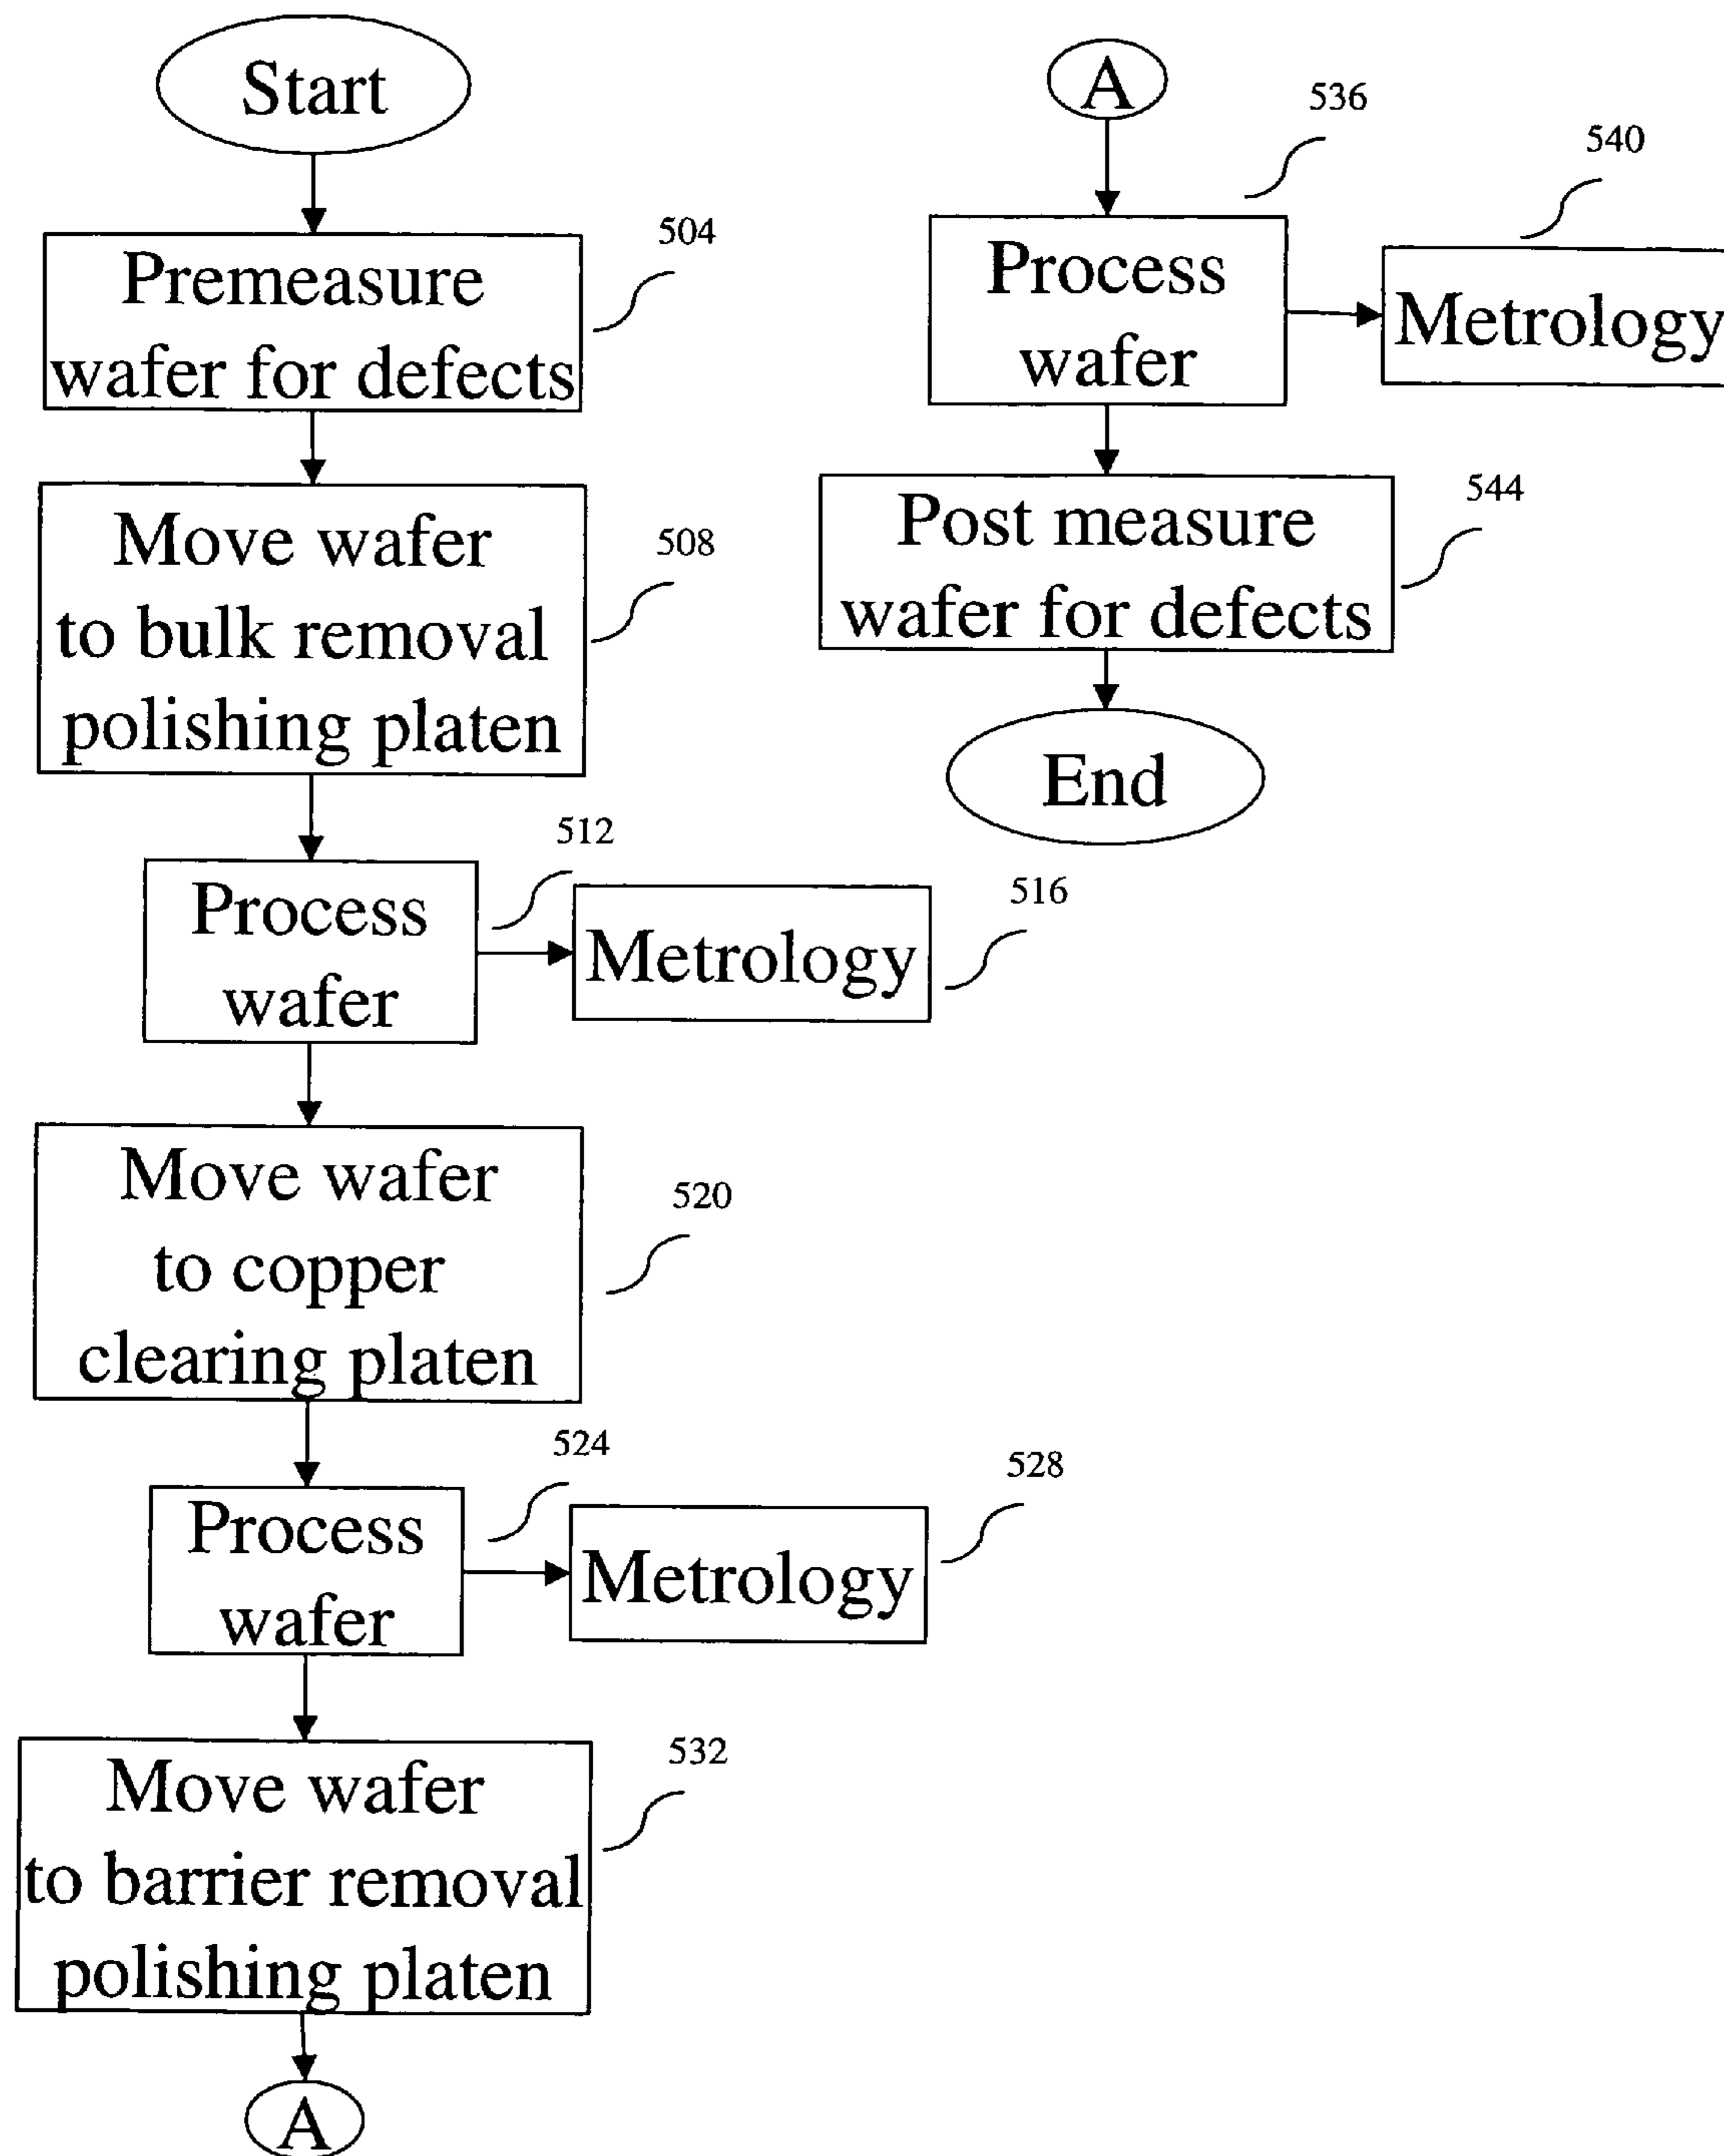 Start
504
Premeasure
wafer for defects
508
Move wafer
to bulk removal
polishing platen
512
Process
wafer
516
Metrology
520
Move wafer
to copper
clearing platen
524
Process
wafer
528
Metrology
532
Move wafer
to barrier removal
polishing platen
A
A
536
Process
wafer
540
Metrology
544
Post measure
wafer for defects
End